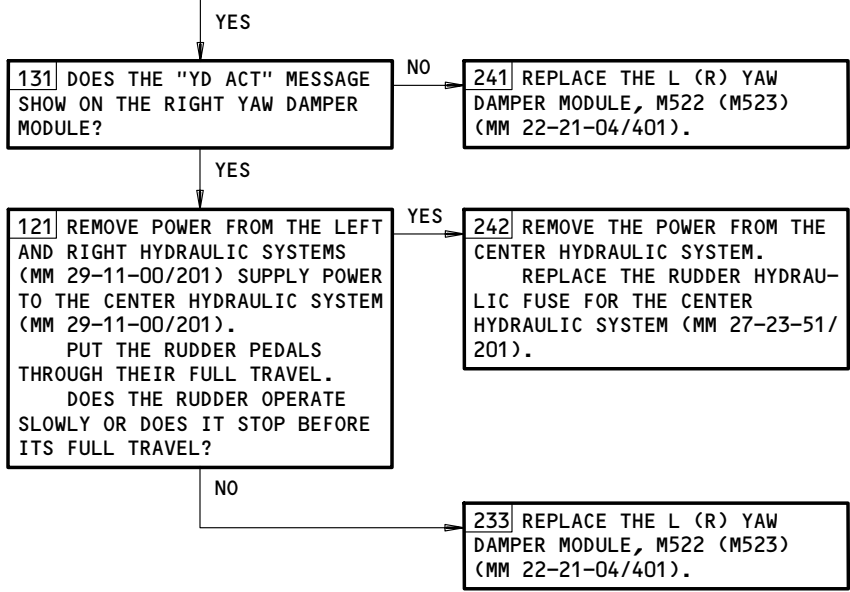 YES
131 DOES THE "YD ACT" MESSAGE
SHOW ON THE RIGHT YAW DAMPER
MODULE?
NO
241 REPLACE THE L (R) YAW
DAMPER MODULE, M522 (M523)
(MM 22-21-04/401).
YES
121 REMOVE POWER FROM THE LEFT
AND RIGHT HYDRAULIC SYSTEMS
(MM 29-11-00/201) SUPPLY POWER
TO THE CENTER HYDRAULIC SYSTEM
(MM 29-11-00/201).
PUT THE RUDDER PEDALS
THROUGH THEIR FULL TRAVEL.
DOES THE RUDDER OPERATE
SLOWLY OR DOES IT STOP BEFORE
ITS FULL TRAVEL?
YES
242 REMOVE THE POWER FROM THE
CENTER HYDRAULIC SYSTEM.
REPLACE THE RUDDER HYDRAU-
LIC FUSE FOR THE CENTER
HYDRAULIC SYSTEM (MM 27-23-51/
201).
NO
233 REPLACE THE L (R) YAW
DAMPER MODULE, M522 (M523)
(MM 22-21-04/401).